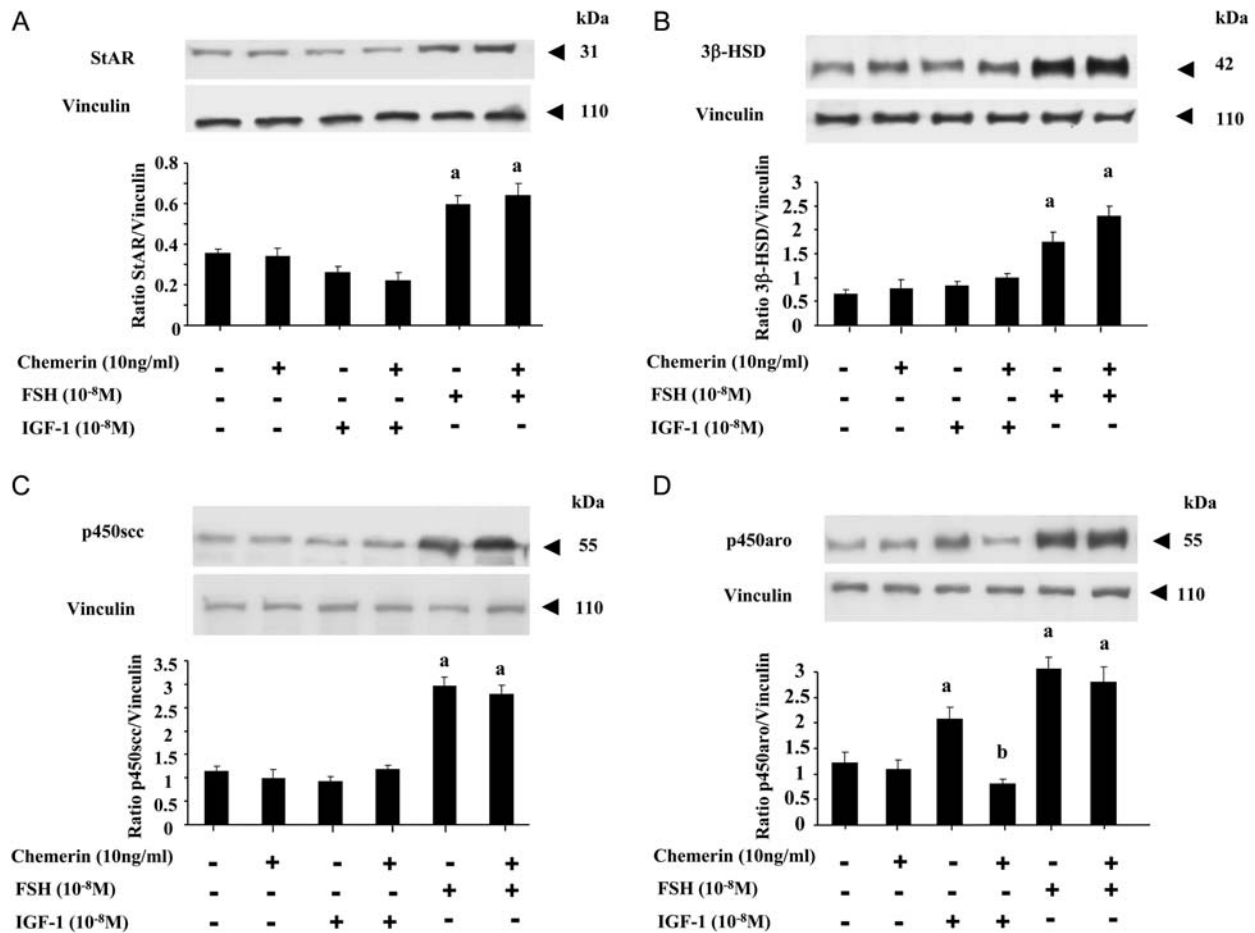 A
kDa
StAR
31
Vinculin
110
Ratio StAR/Vinculin
0.8
0.6
0.4
0.2
0
a a
Chemerin (10ng/ml) - + - + - +
FSH (10-8M) - - - - + +
IGF-1 (10-8M) - - + + - -
B
kDa
3β-HSD
42
Vinculin
110
Ratio 3β-HSD/Vinculin
3
2.5
2
1.5
1
0.5
0
a a
Chemerin (10ng/ml) - + - + - +
FSH (10-8M) - - - - + +
IGF-1 (10-8M) - - + + - -
C
kDa
p450scc
55
Vinculin
110
Ratio p450scc/Vinculin
3.5
3
2.5
2
1.5
1
0.5
0
a a
Chemerin (10ng/ml) - + - + - +
FSH (10-8M) - - - - + +
IGF-1 (10-8M) - - + + - -
D
kDa
p450aro
55
Vinculin
110
Ratio p450aro/Vinculin
3
2.5
2
1.5
1
0.5
0
a b a a
Chemerin (10ng/ml) - + - + - +
FSH (10-8M) - - - - + +
IGF-1 (10-8M) - - + + - -